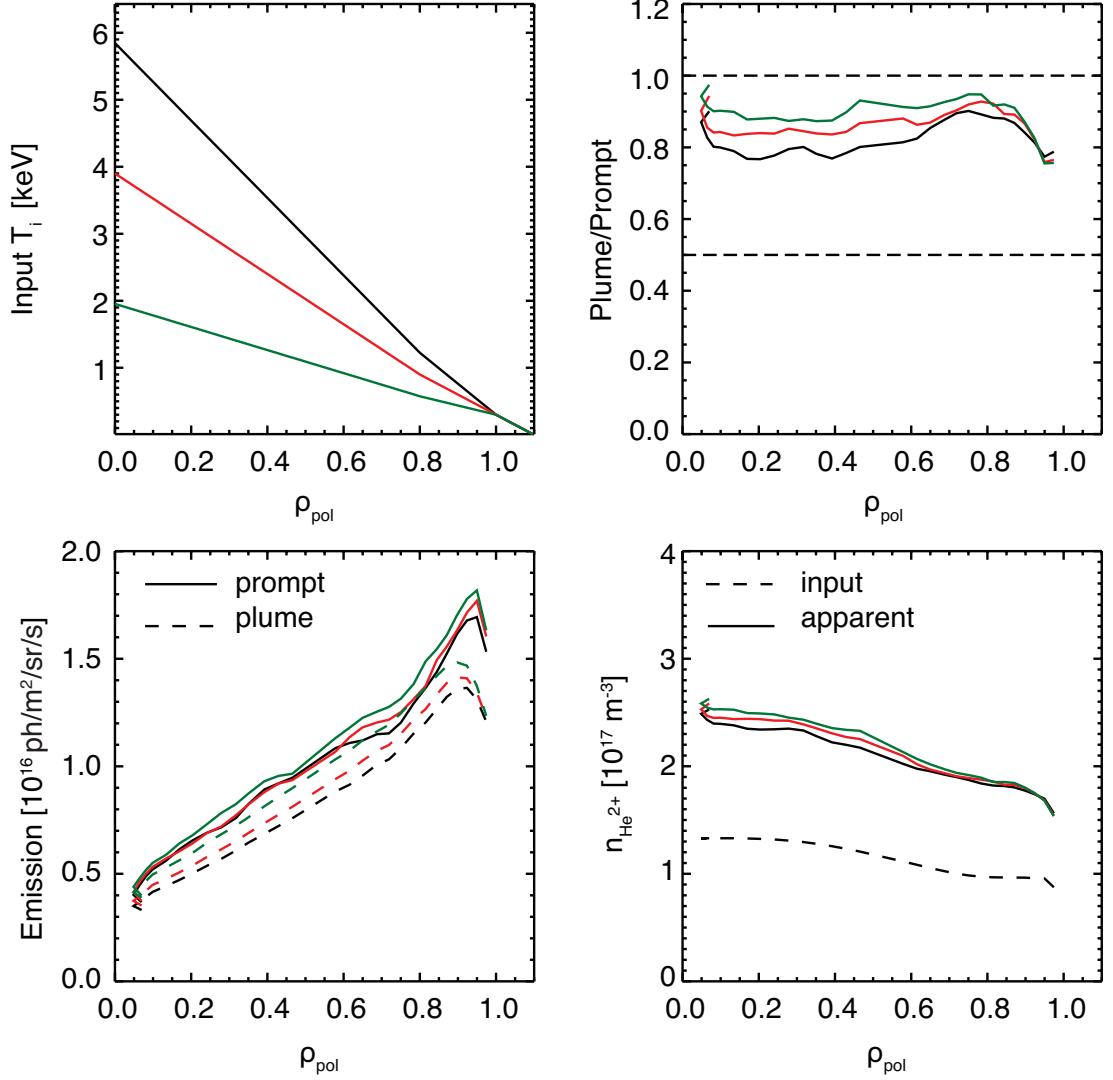 6
5
4
3
2
1
Input T_i [keV]
0.0 0.2 0.4 0.6 0.8 1.0
ρ_pol
1.2
1.0
0.8
0.6
0.4
0.2
0.0
Plume/Prompt
0.0 0.2 0.4 0.6 0.8 1.0
ρ_pol
2.0
1.5
1.0
0.5
0.0
Emission [10^16 ph/m^2/sr/s]
prompt
plume
0.0 0.2 0.4 0.6 0.8 1.0
ρ_pol
4
3
2
1
0
n_He^2+ [10^17 m^-3]
input
apparent
0.0 0.2 0.4 0.6 0.8 1.0
ρ_pol